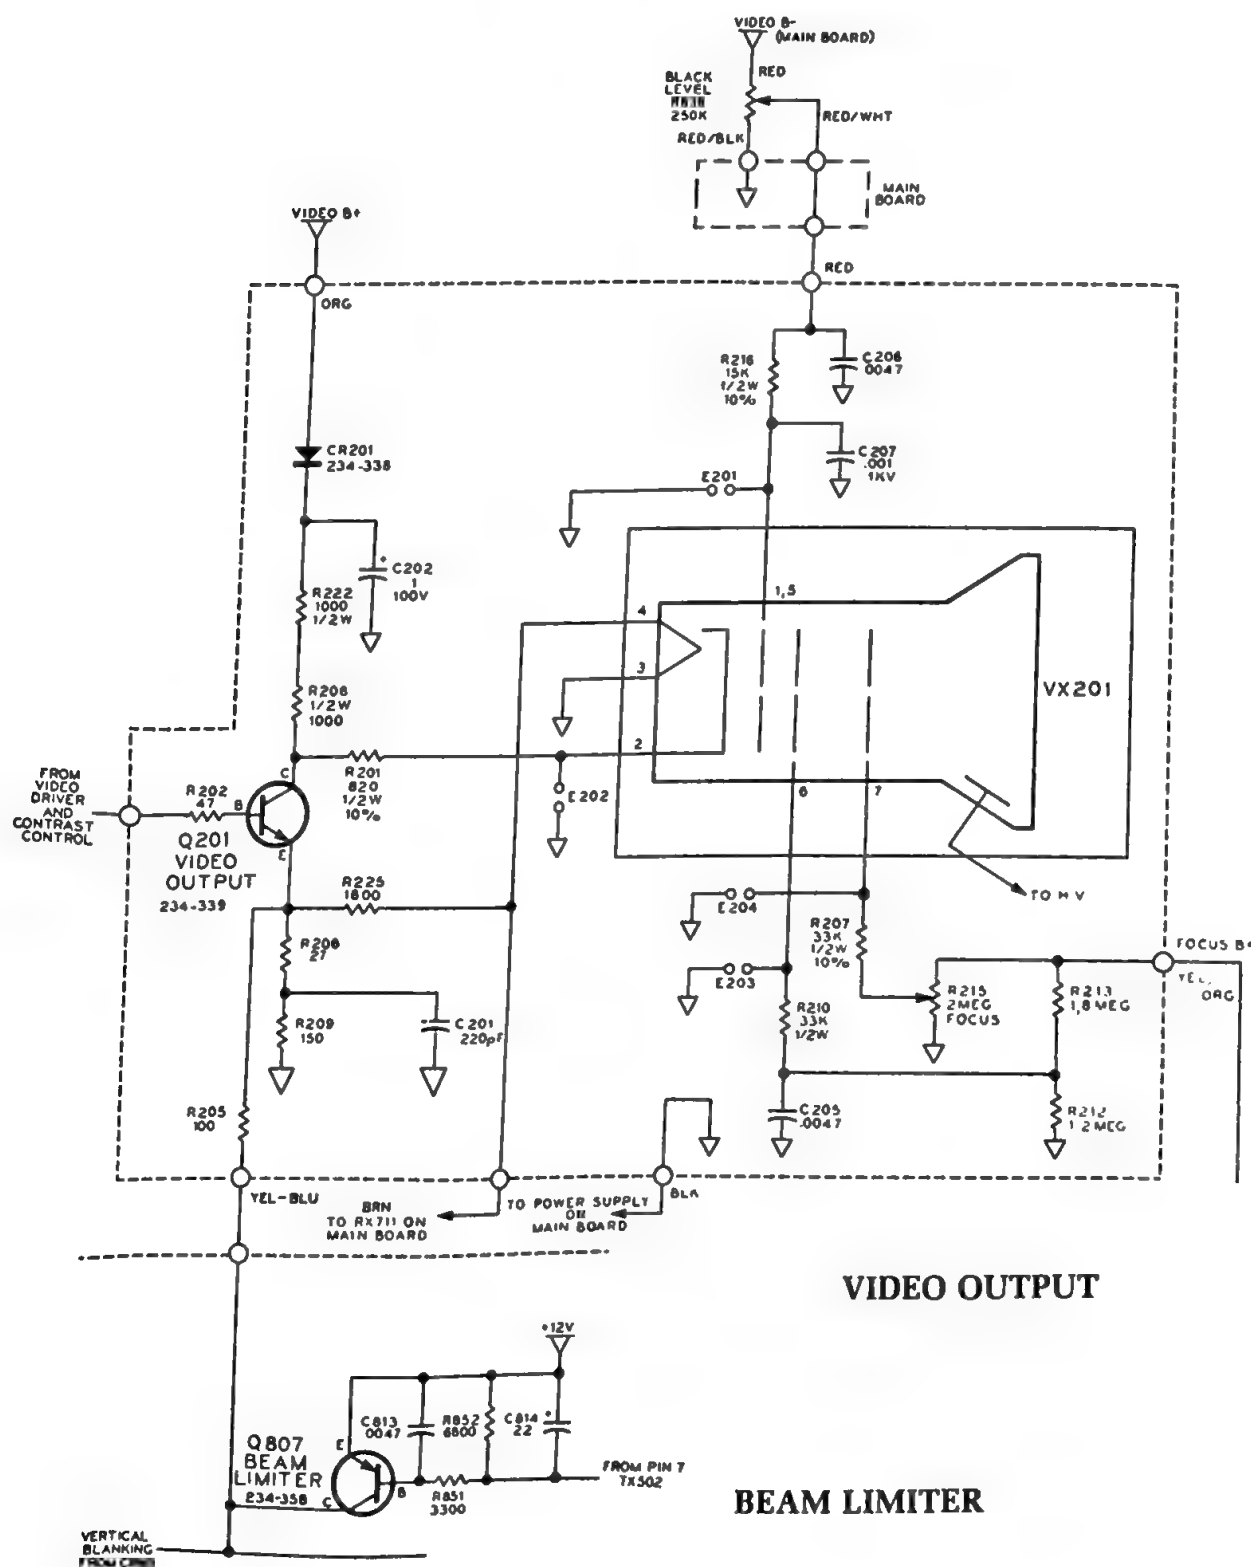 VIDEO B-
(MAIN BOARD)
RED
BLACK
LEVEL
250K
RED/WHT
RED/BLK
MAIN
BOARD
VIDEO B+
RED
ORG
R216
15K
1/2W
10%
C206
.0047
CR201
234-338
C207
.001
1KV
E201
C202
1
100V
R222
1000
1/2W
1,5
4
3
VX201
R208
1/2W
1000
2
FROM
VIDEO
DRIVER
AND
CONTRAST
CONTROL
R202
47
B
C
E
R201
820
1/2W
10%
E202
6
7
Q201
VIDEO
OUTPUT
234-339
R225
1800
TO H V
E204
R207
33K
1/2W
10%
R206
27
E203
FOCUS B+
YEL,
ORG
R215
2MEG
FOCUS
R213
1,8MEG
R209
150
C201
220pF
R210
33K
1/2W
R205
100
C205
.0047
R212
1.2MEG
YEL-BLU
BRN
TO RX711 ON
MAIN BOARD
TO POWER SUPPLY
ON
MAIN BOARD
BLK
VIDEO OUTPUT
+12V
C813
.0047
R852
6800
C814
22
Q807
BEAM
LIMITER
234-358
E
C
B
R851
3300
FROM PIN 7
TX502
BEAM LIMITER
VERTICAL
BLANKING